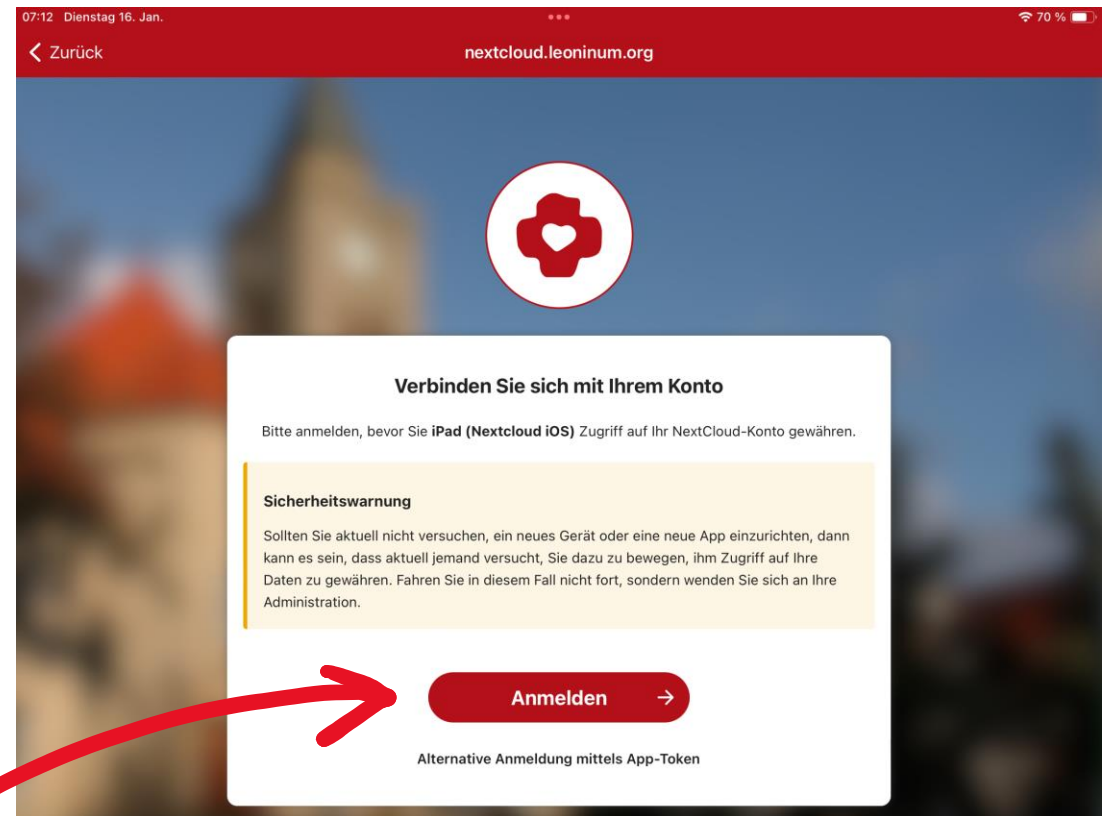 07:12 Dienstag 16. Jan.
70 %
Zurück
nextcloud.leoninum.org
Verbinden Sie sich mit Ihrem Konto
Bitte anmelden, bevor Sie iPad (Nextcloud iOS) Zugriff auf Ihr NextCloud-Konto gewähren.
Sicherheitswarnung
Sollten Sie aktuell nicht versuchen, ein neues Gerät oder eine neue App einzurichten, dann
kann es sein, dass aktuell jemand versucht, Sie dazu zu bewegen, ihm Zugriff auf Ihre
Daten zu gewähren. Fahren Sie in diesem Fall nicht fort, sondern wenden Sie sich an Ihre
Administration.
Anmelden →
Alternative Anmeldung mittels App-Token